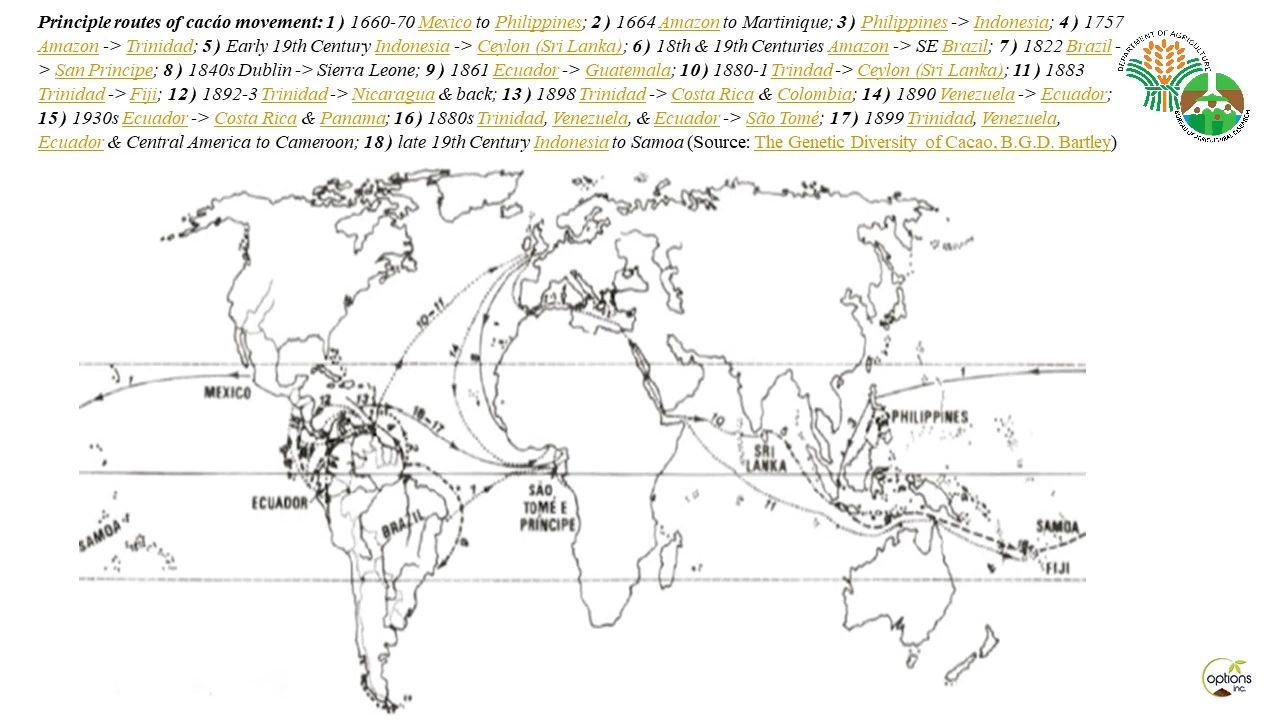 Principle routes of cacáo movement: 1 ) 1660-70 Mexico to Philippines; 2 ) 1664 Amazon to Martinique; 3 ) Philippines -> Indonesia; 4 ) 1757
Amazon -> Trinidad; 5 ) Early 19th Century Indonesia -> Ceylon (Sri Lanka); 6 ) 18th & 19th Centuries Amazon -> SE Brazil; 7 ) 1822 Brazil -
> San Principe; 8 ) 1840s Dublin -> Sierra Leone; 9 ) 1861 Ecuador -> Guatemala; 10 ) 1880-1 Trindad -> Ceylon (Sri Lanka); 11 ) 1883
Trinidad -> Fiji; 12 ) 1892-3 Trinidad -> Nicaragua & back; 13 ) 1898 Trinidad -> Costa Rica & Colombia; 14 ) 1890 Venezuela -> Ecuador;
15 ) 1930s Ecuador -> Costa Rica & Panama; 16 ) 1880s Trinidad, Venezuela, & Ecuador -> São Tomé; 17 ) 1899 Trinidad, Venezuela,
Ecuador & Central America to Cameroon; 18 ) late 19th Century Indonesia to Samoa (Source: The Genetic Diversity of Cacao, B.G.D. Bartley)
DEPARTMENT OF AGRICULTURE
10-11
14
8
1
1
MEXICO
12
16-17
10
3
PHILIPPINES
SRI
LANKA
ECUADOR
BRAZIL
SÃO
TOMÉ E
PRÍNCIPE
11
SAMOA
SAMOA
FIJI
options
inc.